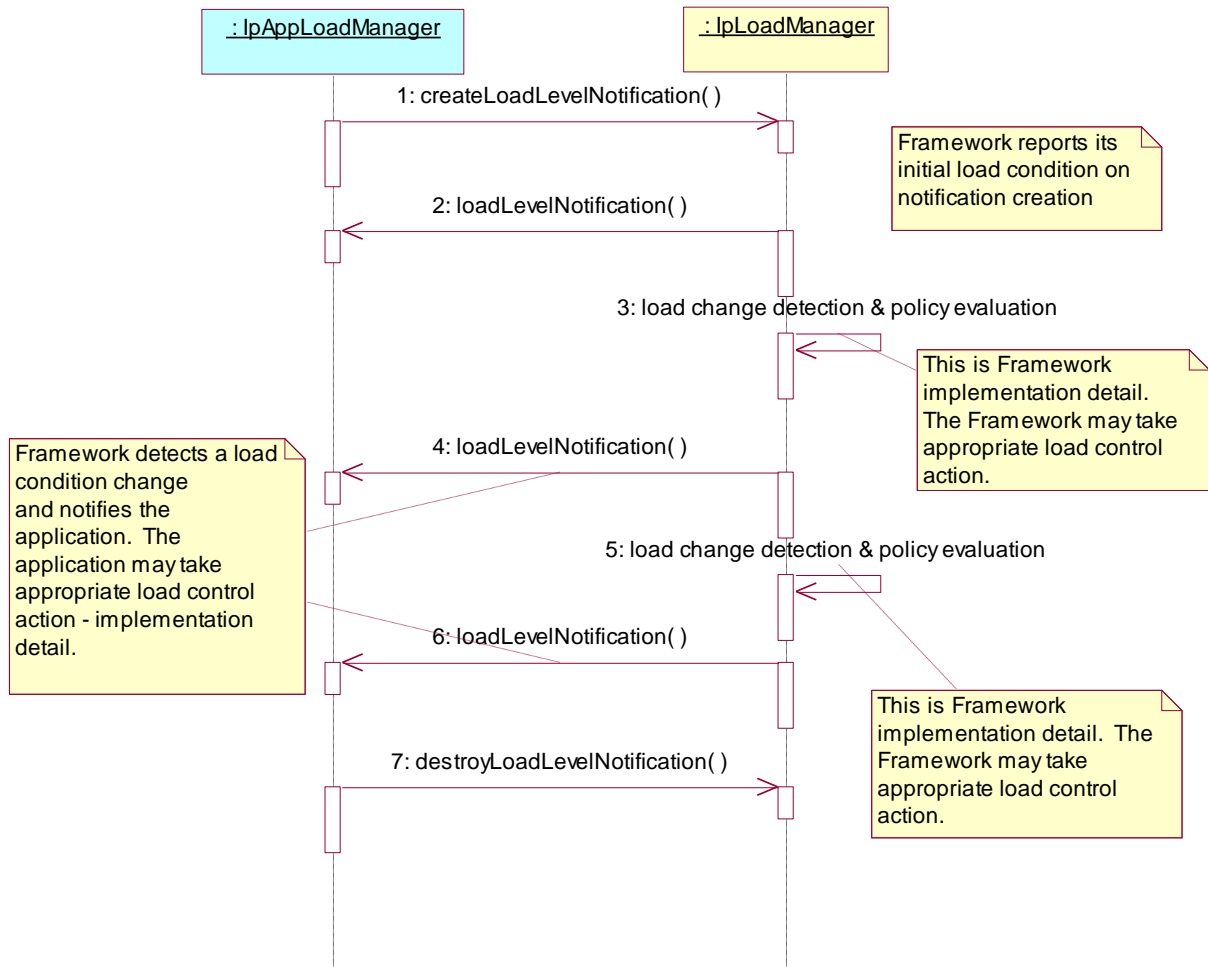 : IpAppLoadManager
: IpLoadManager
1: createLoadLevelNotification( )
Framework reports its
initial load condition on
notification creation
2: loadLevelNotification( )
3: load change detection & policy evaluation
This is Framework
implementation detail.
The Framework may take
appropriate load control
action.
Framework detects a load
condition change
and notifies the
application.  The
application may take
appropriate load control
action - implementation
detail.
4: loadLevelNotification( )
5: load change detection & policy evaluation
6: loadLevelNotification( )
This is Framework
implementation detail.  The
Framework may take
appropriate load control
action.
7: destroyLoadLevelNotification( )